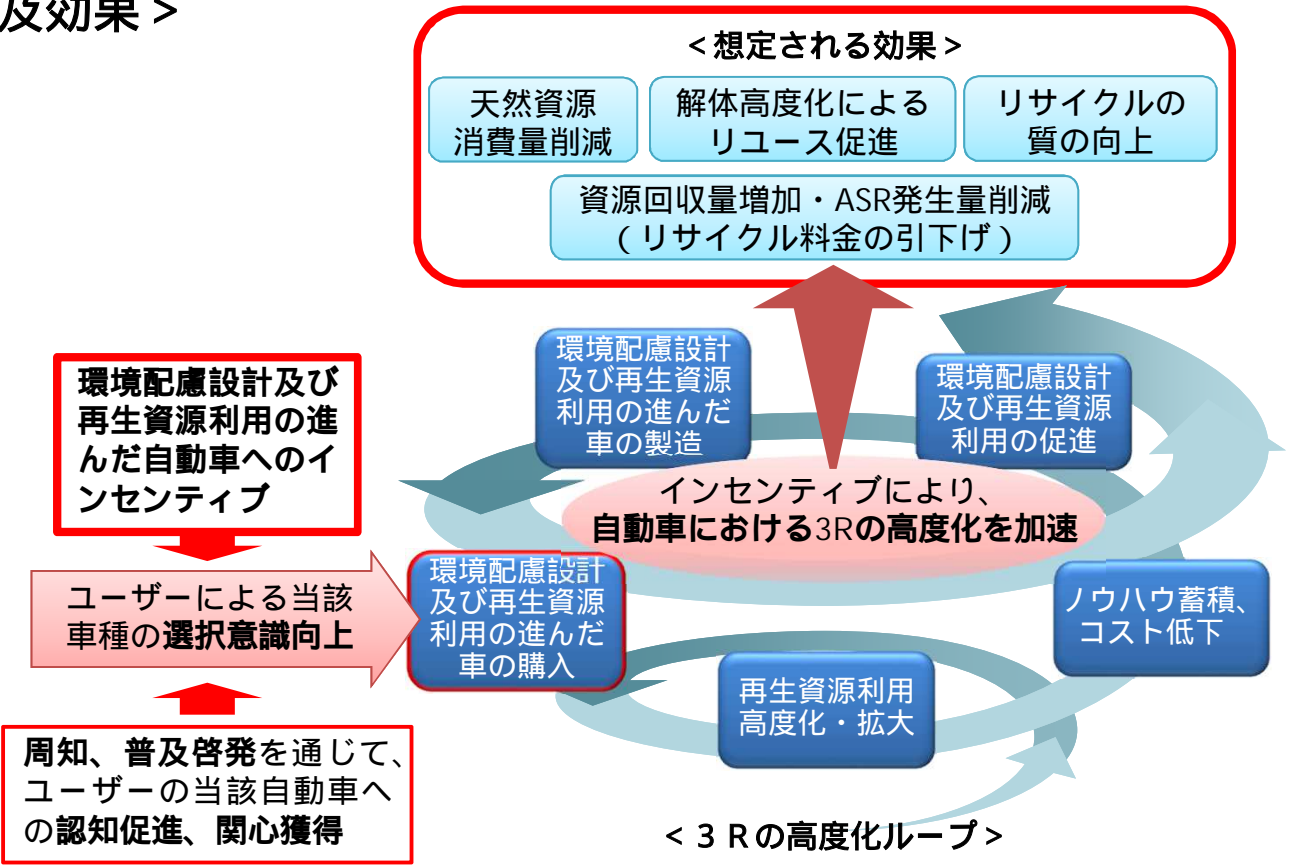 及効果>
<想定される効果>
天然資源
消費量削減
解体高度化による
リユース促進
リサイクルの
質の向上
資源回収量増加・ASR発生量削減
(リサイクル料金の引下げ)
環境配慮設計及び
再生資源利用の進
んだ自動車へのイ
ンセンティブ
環境配慮設計
及び再生資源
利用の進んだ
車の製造
環境配慮設計
及び再生資源
利用の促進
インセンティブにより、
自動車における3Rの高度化を加速
ユーザーによる当該
車種の選択意識向上
環境配慮設計
及び再生資源
利用の進んだ
車の購入
ノウハウ蓄積、
コスト低下
再生資源利用
高度化・拡大
周知、普及啓発を通じて、
ユーザーの当該自動車へ
の認知促進、関心獲得
<3Rの高度化ループ>